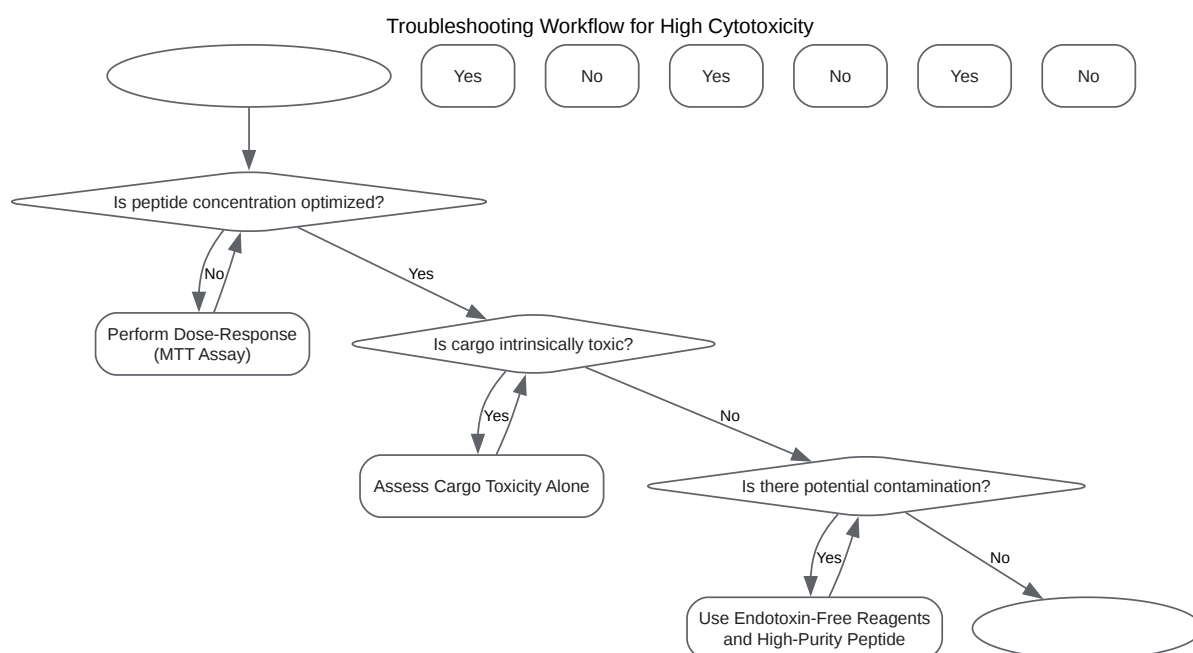 Troubleshooting Workflow for High Cytotoxicity
Yes
No
Yes
No
Yes
No
Is peptide concentration optimized?
No
Yes
Perform Dose-Response
(MTT Assay)
Is cargo intrinsically toxic?
Yes
No
Assess Cargo Toxicity Alone
Is there potential contamination?
Yes
No
Use Endotoxin-Free Reagents
and High-Purity Peptide